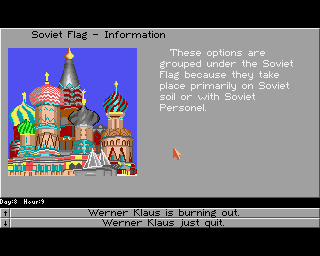 Soviet Flag - Information
These options are
grouped under the Soviet
Flag because they take
place primarily on Soviet
soil or with Soviet
Personel.
Day:8 Hour:9
↑ Werner Klaus is burning out.
↓ Werner Klaus just quit.